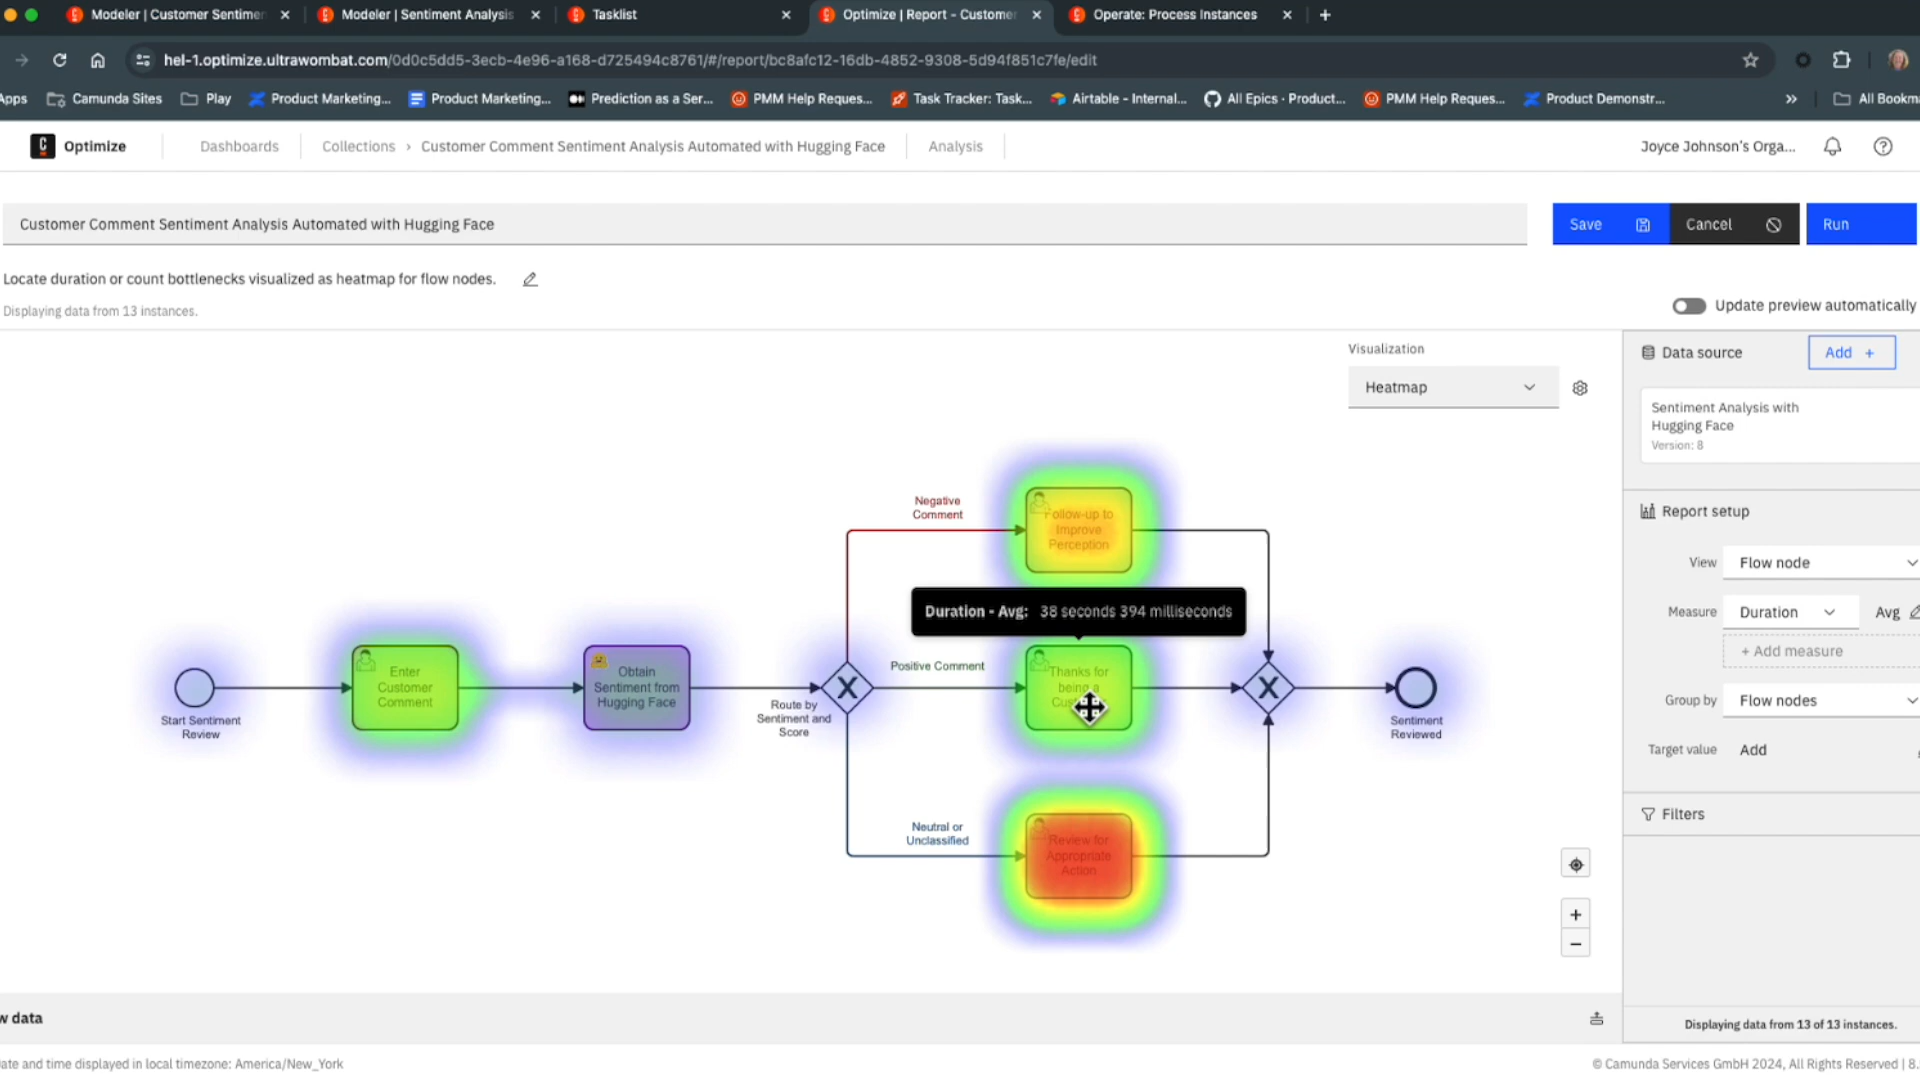 Modeler | Customer Sentimen
Modeler | Sentiment Analysis
Tasklist
Optimize | Report - Customer
Operate: Process Instances
hel-1.optimize.ultrawombat.com/0d0c5dd5-3ecb-4e96-a168-d725494c8761/#/report/bc8afc12-16db-4852-9308-5d94f851c7fe/edit
Apps
Camunda Sites
Play
Product Marketing...
Product Marketing...
Prediction as a Ser...
PMM Help Reques...
Task Tracker: Task...
Airtable - Internal...
All Epics · Product...
PMM Help Reques...
Product Demonstr...
»
All Bookma
Optimize
Dashboards
Collections › Customer Comment Sentiment Analysis Automated with Hugging Face
Analysis
Joyce Johnson's Orga...
Customer Comment Sentiment Analysis Automated with Hugging Face
Save
Cancel
Run
Locate duration or count bottlenecks visualized as heatmap for flow nodes.
Displaying data from 13 instances.
Update preview automatically
Visualization
Heatmap
Data source
Add +
Sentiment Analysis with
Hugging Face
Version: 8
Report setup
View
Flow node
Measure
Duration
Avg
+ Add measure
Group by
Flow nodes
Target value
Add
Filters
Negative
Comment
Follow-up to
Improve
Perception
Duration - Avg: 38 seconds 394 milliseconds
Start Sentiment
Review
Enter
Customer
Comment
Obtain
Sentiment from
Hugging Face
Route by
Sentiment and
Score
Positive Comment
Thanks for
being a
Sentiment
Reviewed
Neutral or
Unclassified
Review for
Appropriate
Action
+
−
w data
Displaying data from 13 of 13 instances.
ate and time displayed in local timezone: America/New_York
© Camunda Services GmbH 2024, All Rights Reserved | 8.